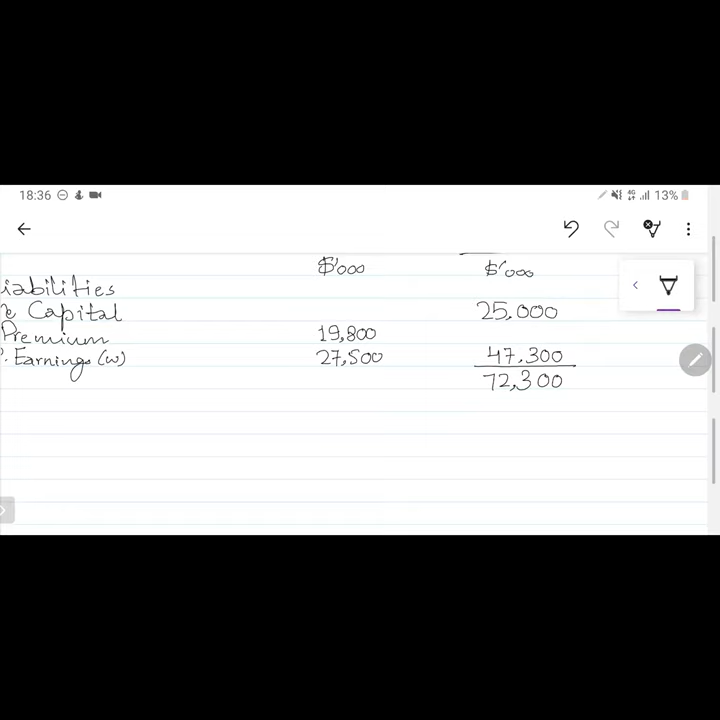 18:36 4G 13%
$'000 $'000
iabilities
e Capital 25,000
Premium 19,800
. Earnings (w) 27,500 47,300
72,300